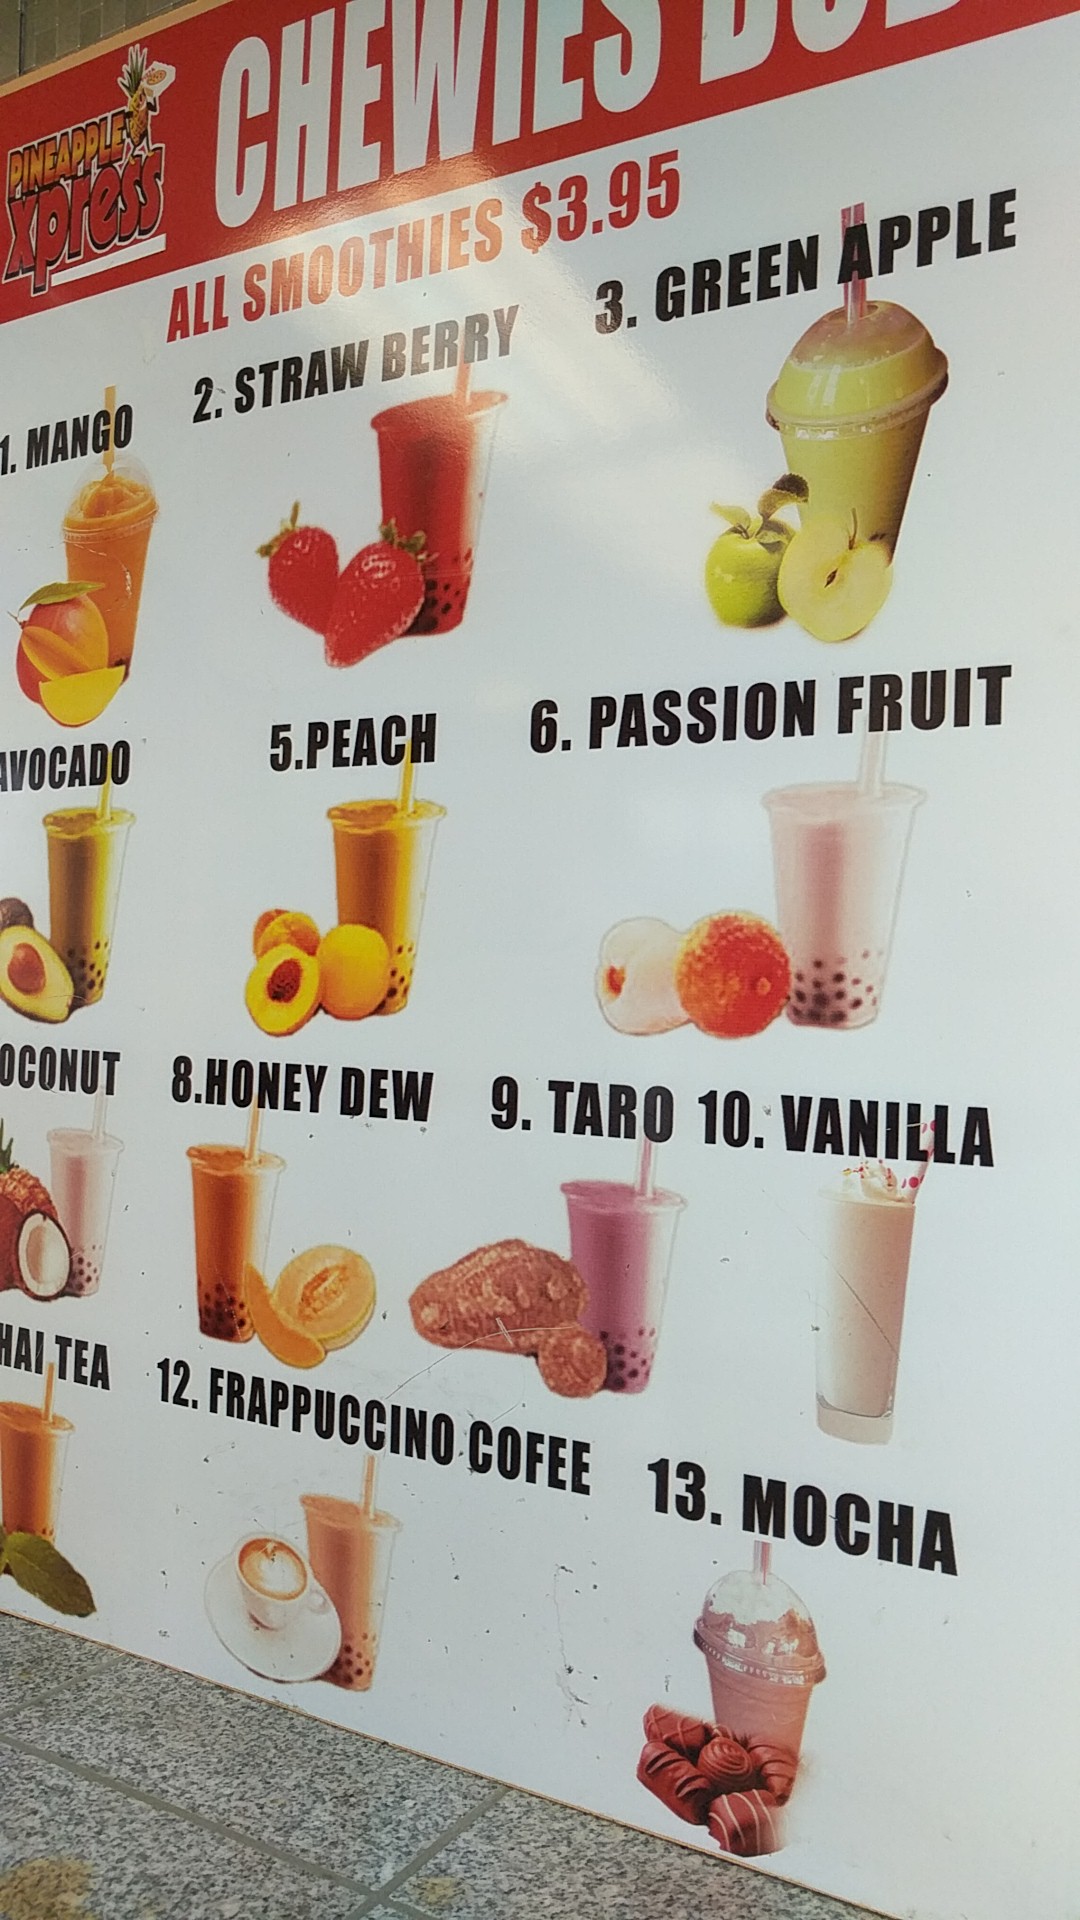 PINEAPPLE
Xpress
CHEWIES
ALL SMOOTHIES $3.95
1. MANGO
2. STRAW BERRY
3. GREEN APPLE
AVOCADO
5.PEACH
6. PASSION FRUIT
OCONUT
8.HONEY DEW
9. TARO
10. VANILLA
HAI TEA
12. FRAPPUCCINO COFEE
13. MOCHA